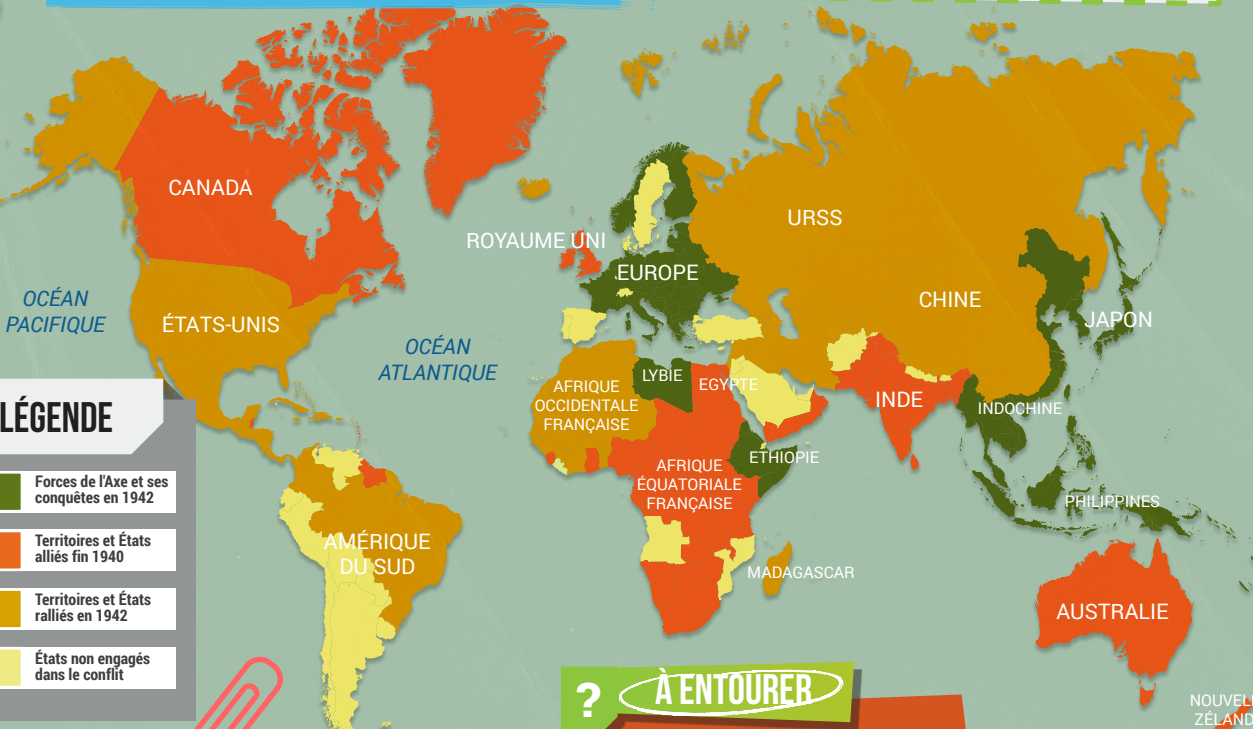 CANADA
ROYAUME UNI
URSS
EUROPE
OCÉAN
PACIFIQUE
ÉTATS-UNIS
CHINE
JAPON
OCÉAN
ATLANTIQUE
LYBIE
EGYPTE
AFRIQUE
OCCIDENTALE
FRANÇAISE
INDE
INDOCHINE
ETHIOPIE
AFRIQUE
ÉQUATORIALE
FRANÇAISE
PHILIPPINES
AMÉRIQUE
DU SUD
MADAGASCAR
AUSTRALIE
NOUVELL
ZÉLAND
LÉGENDE
Forces de l'Axe et ses
conquêtes en 1942
Territoires et États
alliés fin 1940
Territoires et États
ralliés en 1942
États non engagés
dans le conflit
? À ENTOURER